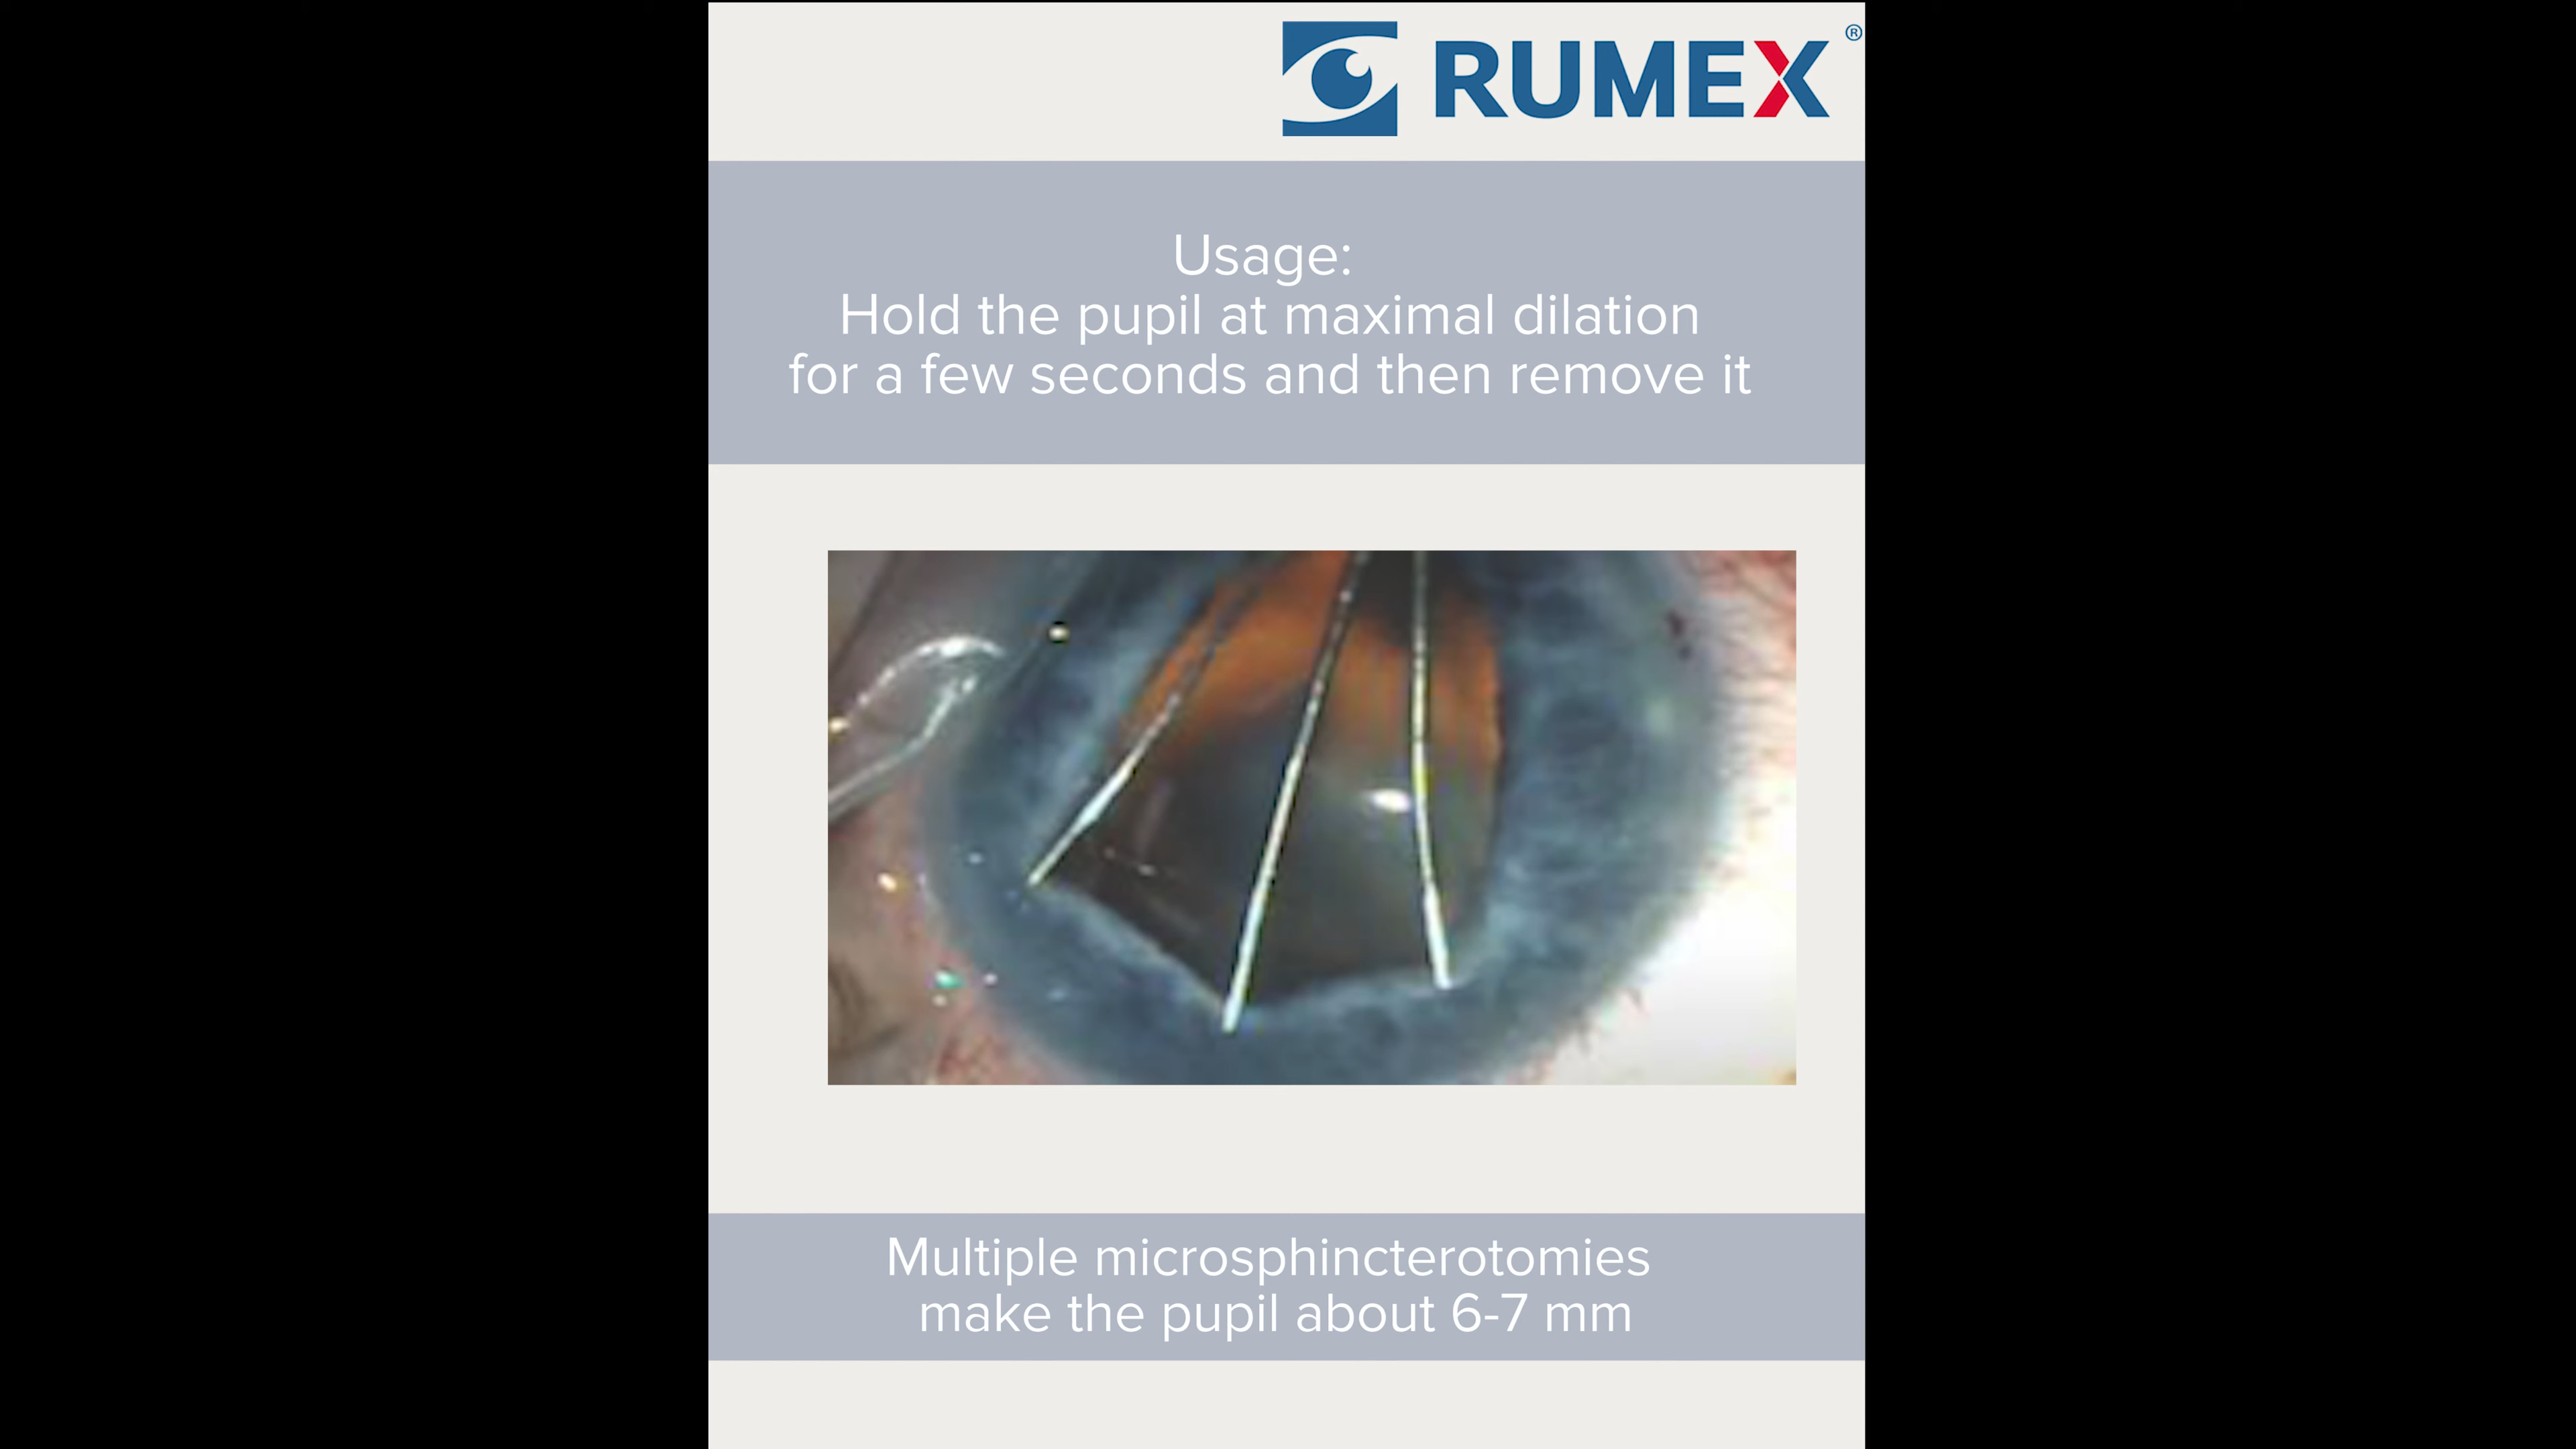 RUMEX ®
Usage:
Hold the pupil at maximal dilation
for a few seconds and then remove it
Multiple microsphincterotomies
make the pupil about 6-7 mm